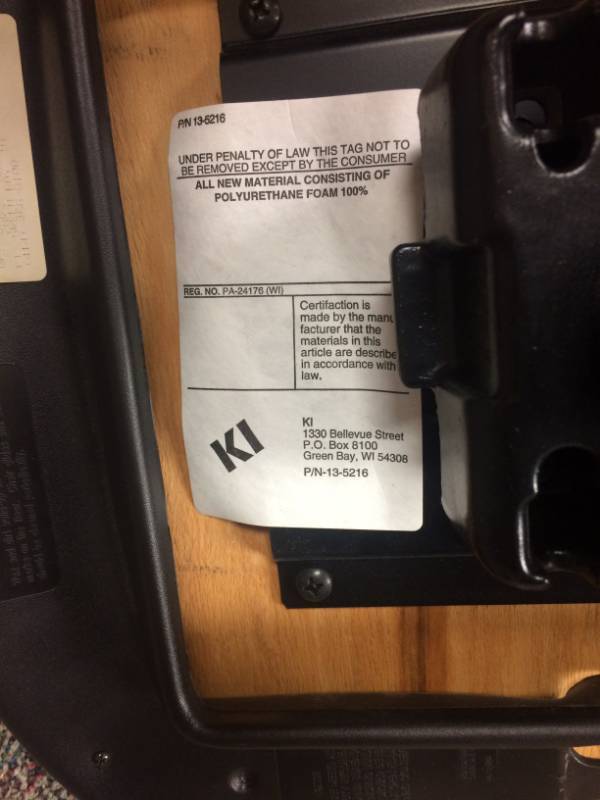 P/N 13-5216
UNDER PENALTY OF LAW THIS TAG NOT TO
BE REMOVED EXCEPT BY THE CONSUMER
ALL NEW MATERIAL CONSISTING OF
POLYURETHANE FOAM 100%
REG. NO. PA-24176 (WI)
Certifaction is
made by the manu
facturer that the
materials in this
article are describe
in accordance with
law.
KI
KI
1330 Bellevue Street
P.O. Box 8100
Green Bay, WI 54308
P/N-13-5216